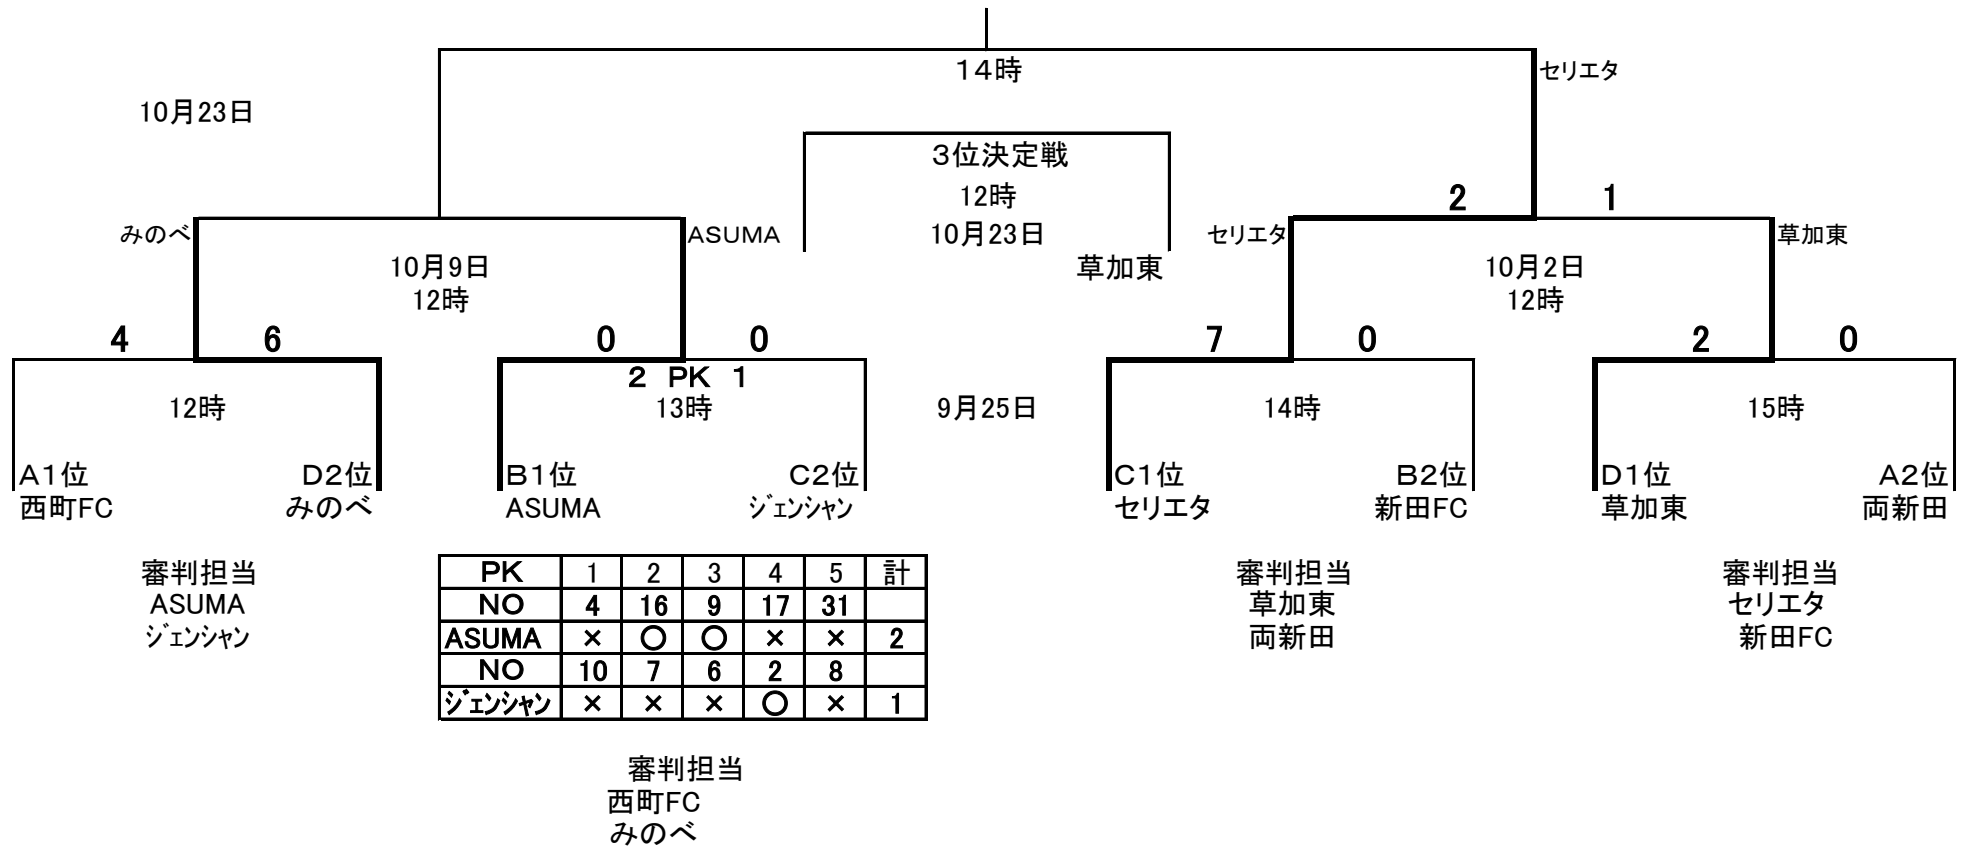 14時
セリエタ
10月23日
3位決定戦
12時
10月23日
2 1
みのべ
ASUMA
セリエタ
草加東
草加東
10月9日
12時
10月2日
12時
4 6 0 0 7 0 2 0
2 PK 1
12時
13時
9月25日
14時
15時
A1位 D2位 B1位 C2位 C1位 B2位 D1位 A2位
西町FC みのべ ASUMA ジェンシャン セリエタ 新田FC 草加東 両新田
審判担当
ASUMA
ジェンシャン
PK 1 2 3 4 5 計
NO 4 16 9 17 31
ASUMA × ○ ○ × × 2
NO 10 7 6 2 8
ジェンシャン × × × ○ × 1
審判担当
草加東
両新田
審判担当
セリエタ
新田FC
審判担当
西町FC
みのべ